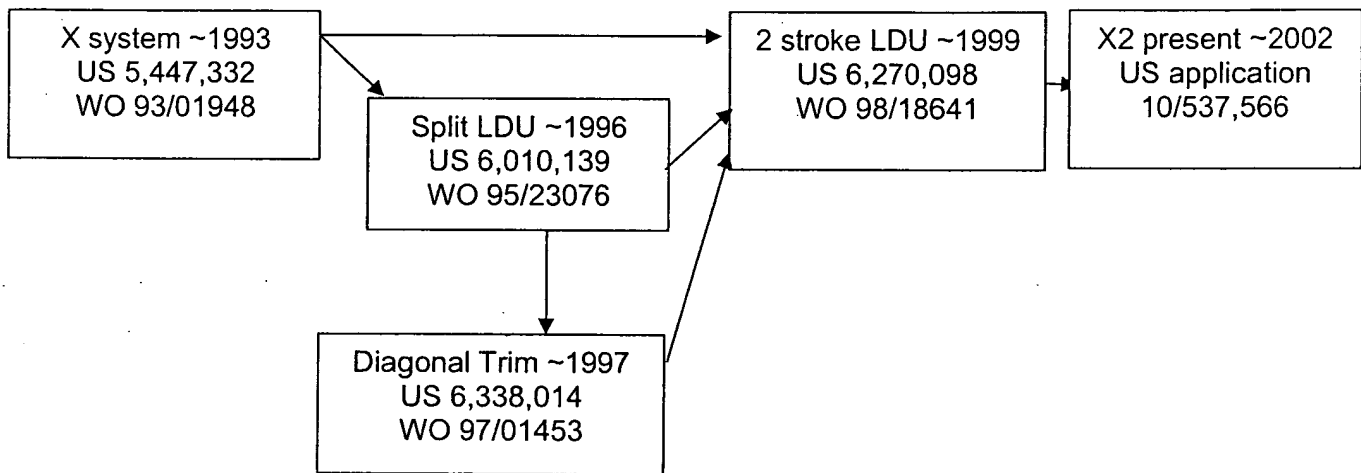 X system ~1993
US 5,447,332
WO 93/01948
Split LDU ~1996
US 6,010,139
WO 95/23076
Diagonal Trim ~1997
US 6,338,014
WO 97/01453
2 stroke LDU ~1999
US 6,270,098
WO 98/18641
X2 present ~2002
US application
10/537,566